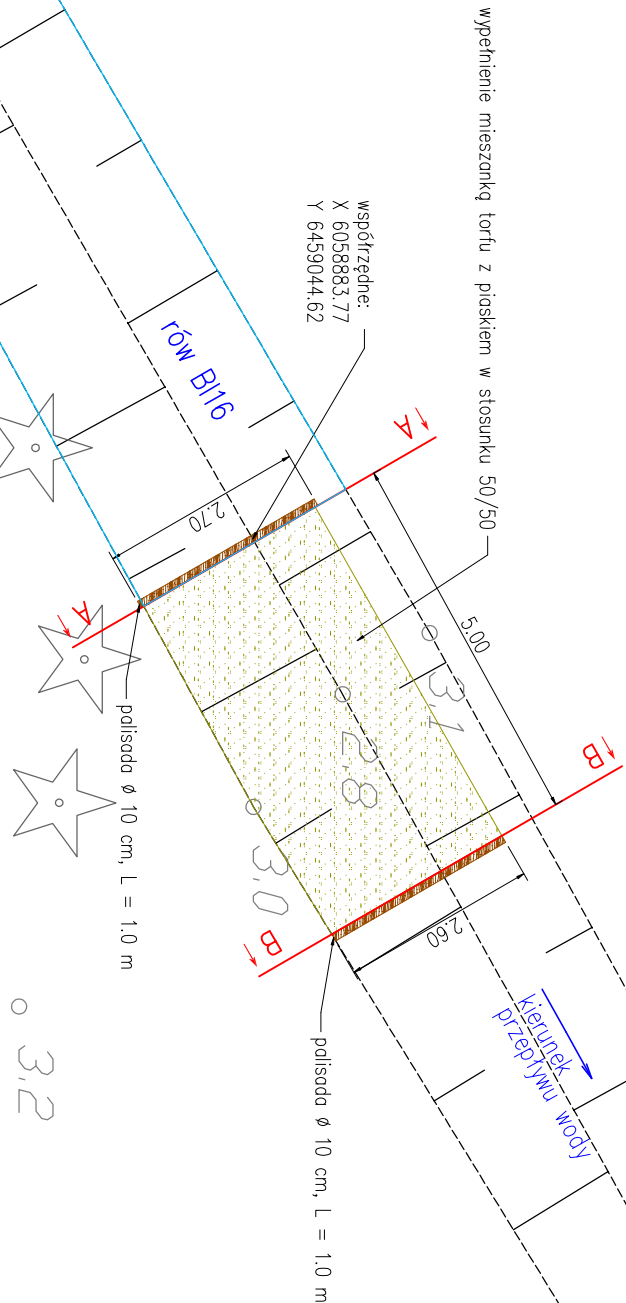 wypełnienie mieszanką torfu z piaskiem w stosunku 50/50
współrzędne:
X 6058883.77
Y 6459044.62
rów BI16
A
A
B
B
2.70
5.00
2.60
3,1
2,8
3,0
3,2
palisada ø 10 cm, L = 1.0 m
palisada ø 10 cm, L = 1.0 m
kierunek
przepływu wody